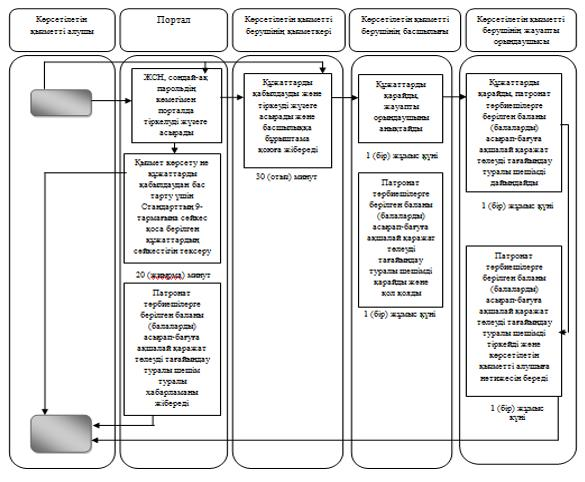 Көрсетілетін
қызметті алушы
Портал
Көрсетілетін қызметті
берушінің қызметкері
Көрсетілетін қызметті
берушінің басшылығы
Көрсетілетін қызметті
берушінің жауапты
орындаушысы
ЖСН, сондай-ақ
парольдің
көмегімен
порталда
тіркелуді жүзеге
асырады
Қызмет көрсету не
құжаттарды
қабылдаудан бас
тарту үшін
Стандарттың 9-
тармағына сәйкес
қоса берілген
құжаттардың
сәйкестігін тексеру
20 (жиырма) минут
Патронат
тәрбиешілерге
берілген баланы
(балаларды)
асырап-бағуға
ақшалай қаражат
төлеуді тағайындау
туралы шешім
туралы
хабарламаны
жібереді
Құжаттарды
қабылдауды және
тіркеуді жүзеге
асырады және
басшылыққа
бұрыштама
қоюға жібереді
30 (отыз) минут
Құжаттарды
қарайды,
жауапты
орындаушыны
анықтайды
1 (бір) жұмыс күні
Патронат
тәрбиешілерге
берілген баланы
(балаларды)
асырап-бағуға
ақшалай қаражат
төлеуді
тағайындау
туралы шешімді
қарайды және
қол қояды
1 (бір) жұмыс күні
Құжаттарды
қарайды, патронат
тәрбиешілерге
берілген баланы
(балаларды)
асырап-бағуға
ақшалай қаражат
төлеуді тағайындау
туралы шешімді
дайындайды
1 (бір) жұмыс күні
Патронат
тәрбиешілерге
берілген баланы
(балаларды)
асырап-бағуға
ақшалай қаражат
төлеуді тағайындау
туралы шешімді
тіркейді және
көрсетілетін
қызметті алушыға
нәтижесін береді
1 (бір) жұмыс
күні